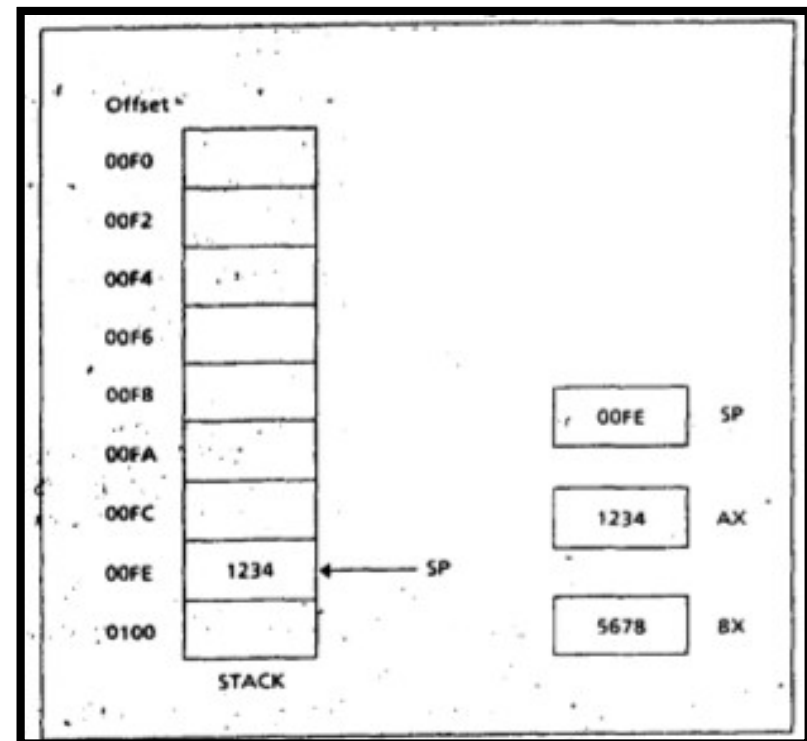 Offset
00F0
00F2
00F4
00F6
00F8
00FA
00FC
00FE 1234 SP
0100
STACK
00FE SP
1234 AX
5678 BX